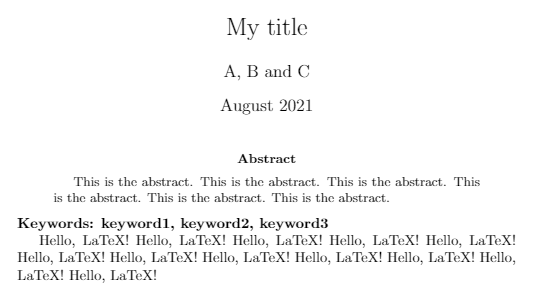 My title
A, B and C
August 2021
Abstract
This is the abstract. This is the abstract. This is the abstract. This
is the abstract. This is the abstract. This is the abstract.
Keywords: keyword1, keyword2, keyword3
Hello, LaTeX! Hello, LaTeX! Hello, LaTeX! Hello, LaTeX! Hello, LaTeX!
Hello, LaTeX! Hello, LaTeX! Hello, LaTeX! Hello, LaTeX! Hello, LaTeX! Hello,
LaTeX! Hello, LaTeX!